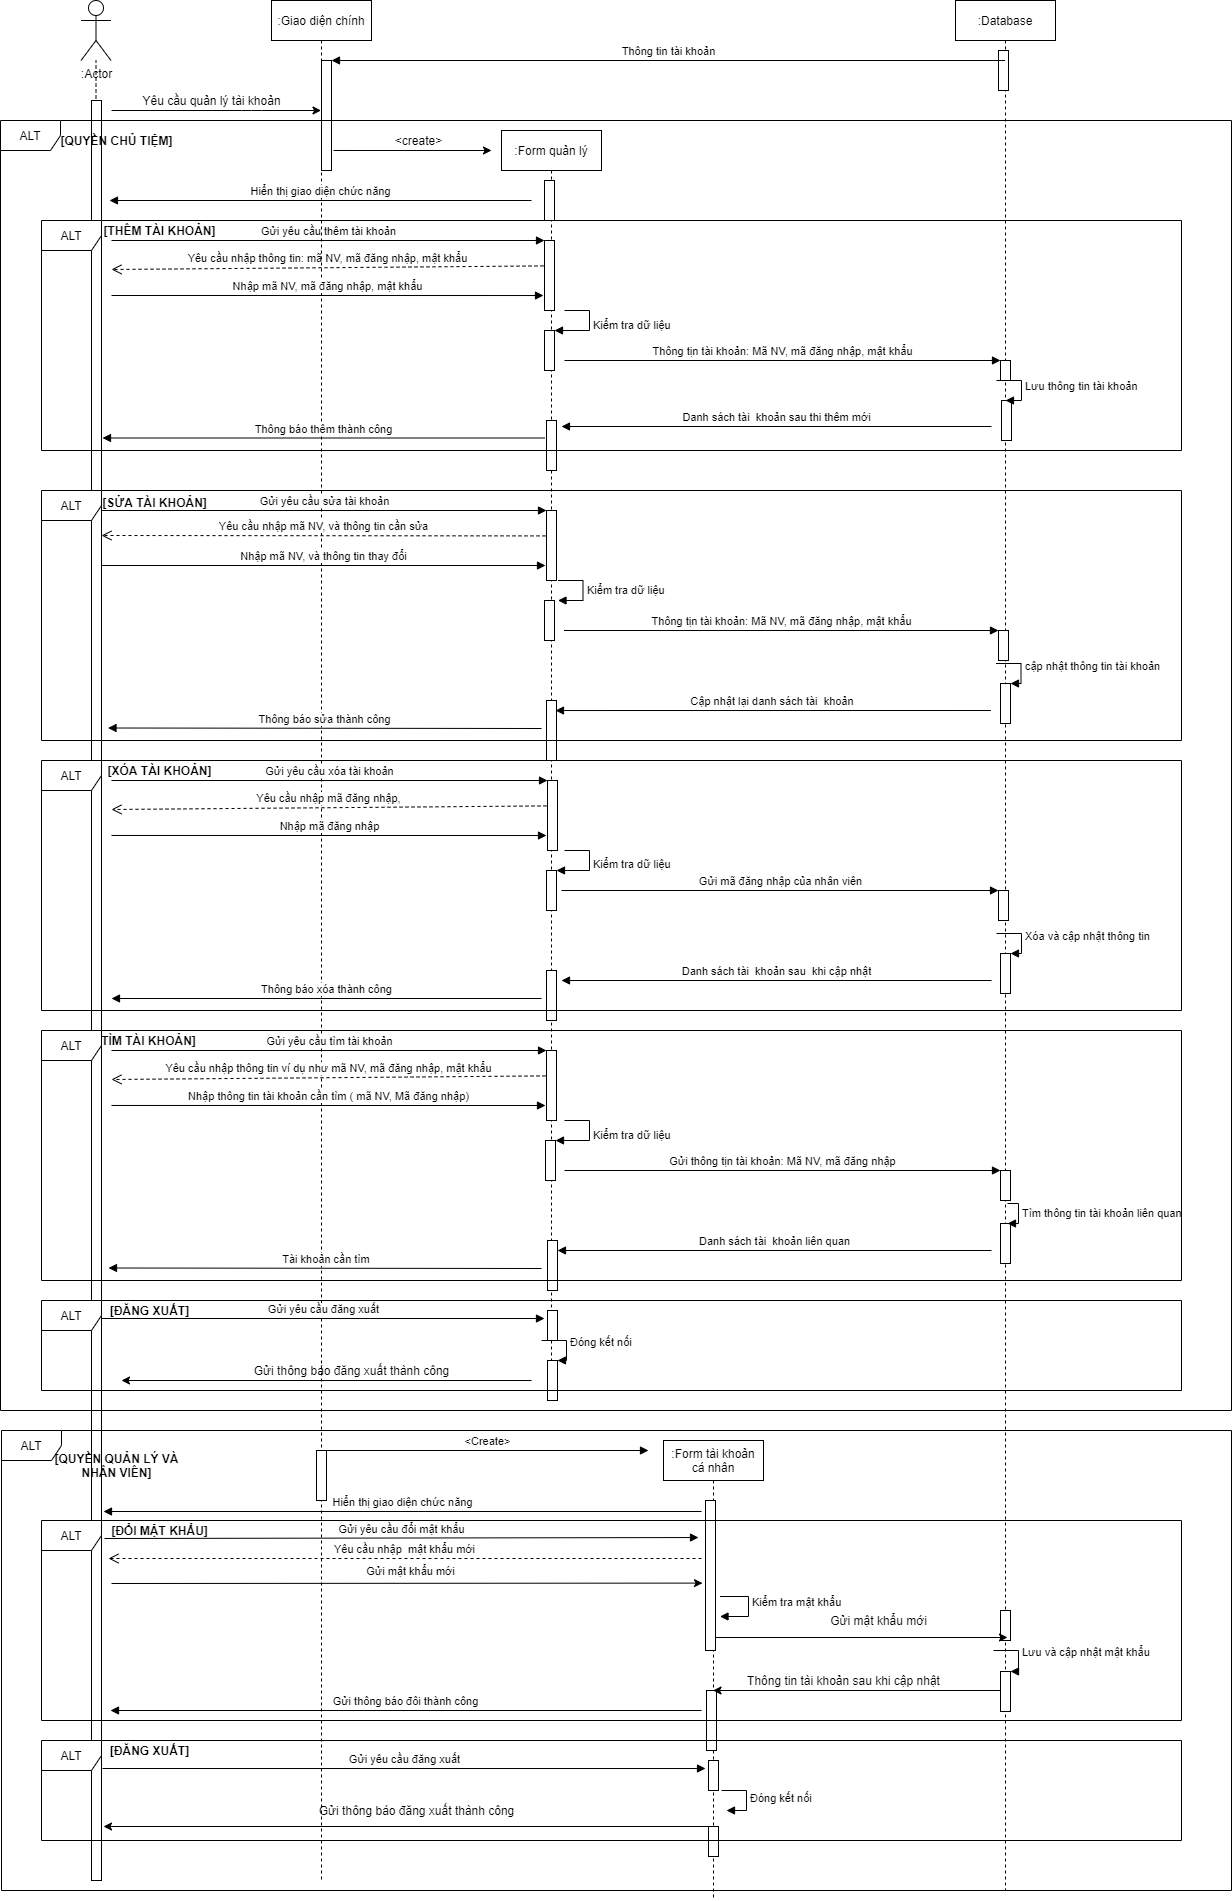 :Giao diện chính
:Database
Thông tin tài khoản
:Actor
Yêu cầu quản lý tài khoản
ALT
[QUYỀN CHỦ TIỆM]
<create>
:Form quản lý
Hiển thị giao diện chức năng
ALT
[THÊM TÀI KHOẢN]
Gửi yêu cầu thêm tài khoản
Yêu cầu nhập thông tin: mã NV, mã đăng nhập, mật khẩu
Nhập mã NV, mã đăng nhập, mật khẩu
Kiểm tra dữ liệu
Thông tịn tài khoản: Mã NV, mã đăng nhập, mật khẩu
Lưu thông tin tài khoản
Danh sách tài  khoản sau thi thêm mới
Thông báo thêm thành công
ALT
[SỬA TÀI KHOẢN]
Gửi yêu cầu sửa tài khoản
Yêu cầu nhập mã NV, và thông tin cần sửa
Nhập mã NV, và thông tin thay đổi
Kiểm tra dữ liệu
Thông tịn tài khoản: Mã NV, mã đăng nhập, mật khẩu
cập nhật thông tin tài khoản
Cập nhật lại danh sách tài  khoản
Thông báo sửa thành công
ALT
[XÓA TÀI KHOẢN]
Gửi yêu cầu xóa tài khoản
Yêu cầu nhập mã đăng nhập,
Nhập mã đăng nhập
Kiểm tra dữ liệu
Gửi mã đăng nhập của nhân viên
Xóa và cập nhật thông tin
Danh sách tài  khoản sau  khi cập nhật
Thông báo xóa thành công
ALT
TÌM TÀI KHOẢN]
Gửi yêu cầu tìm tài khoản
Yêu cầu nhập thông tin ví dụ như mã NV, mã đăng nhập, mật khẩu
Nhập thông tin tài khoản cần tìm ( mã NV, Mã đăng nhập)
Kiểm tra dữ liệu
Gửi thông tịn tài khoản: Mã NV, mã đăng nhập
Tìm thông tin tài khoản liên quan
Danh sách tài  khoản liên quan
Tài khoản cần tìm
ALT
[ĐĂNG XUẤT]
Gửi yêu cầu đăng xuất
Đóng kết nối
Gửi thông báo đăng xuất thành công
ALT
[QUYỀN QUẢN LÝ VÀ
NHÂN VIÊN]
<Create>
:Form tài khoản
cá nhân
Hiển thị giao diện chức năng
ALT
[ĐỔI MẬT KHẨU]
Gửi yêu cầu đổi mật khẩu
Yêu cầu nhập  mật khẩu mới
Gửi mật khẩu mới
Kiểm tra mật khẩu
Gửi mật khẩu mới
Lưu và cập nhật mật khẩu
Thông tin tài khoản sau khi cập nhật
Gửi thông báo đôi thành công
ALT
[ĐĂNG XUẤT]
Gửi yêu cầu đăng xuất
Đóng kết nối
Gửi thông báo đăng xuất thành công